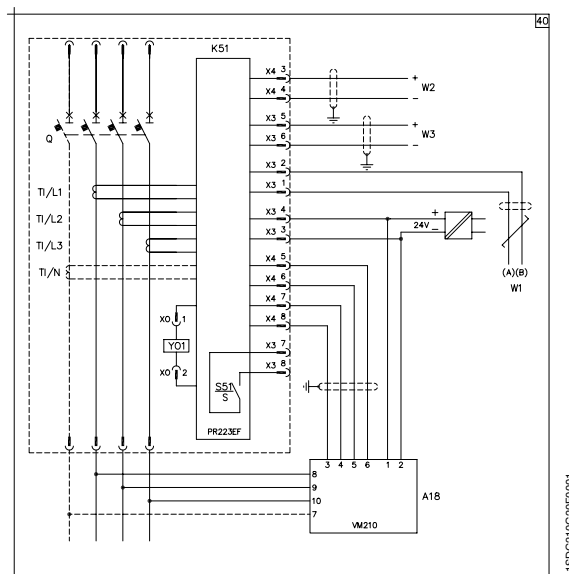 40
K51
X4 3
+
W2
X4 4
−
X3 5
+
W3
X3 6
−
Q
X3 2
X3 1
TI/L1
X3 4
+
TI/L2
24V −
X3 3
TI/L3
X4 5
TI/N
(A)(B)
X4 6
W1
X4 7
X0 1
X4 8
Y01
X3 7
X0 2
X3 8
S51
S
PR223EF
3 4 5 6 1 2
8
9
A18
10
7
VM210